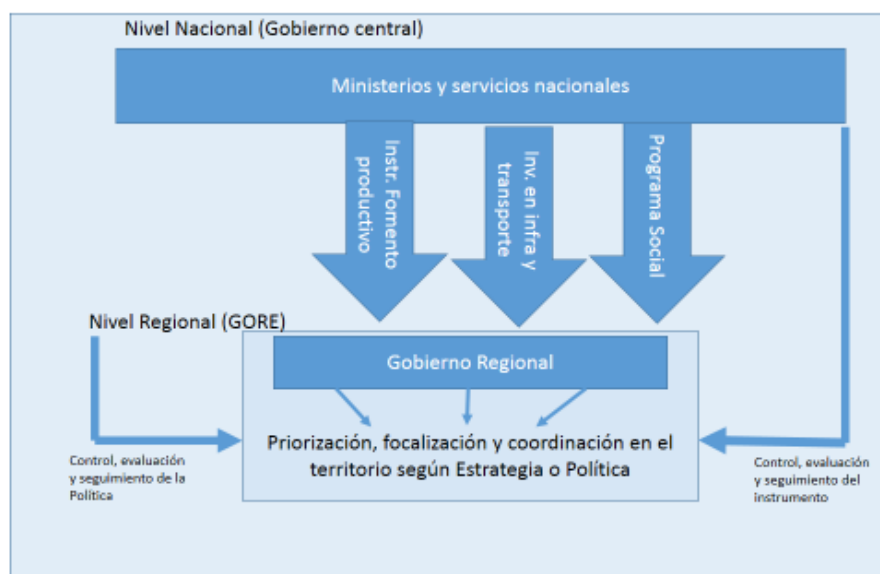 Nivel Nacional (Gobierno central)
Ministerios y servicios nacionales
Instr. Fomento
productivo
Inv. en infra y
transporte
Programa Social
Nivel Regional (GORE)
Gobierno Regional
Priorización, focalización y coordinación en el
territorio según Estrategia o Política
Control, evaluación
y seguimiento de la
Política
Control, evaluación
y seguimiento del
instrumento